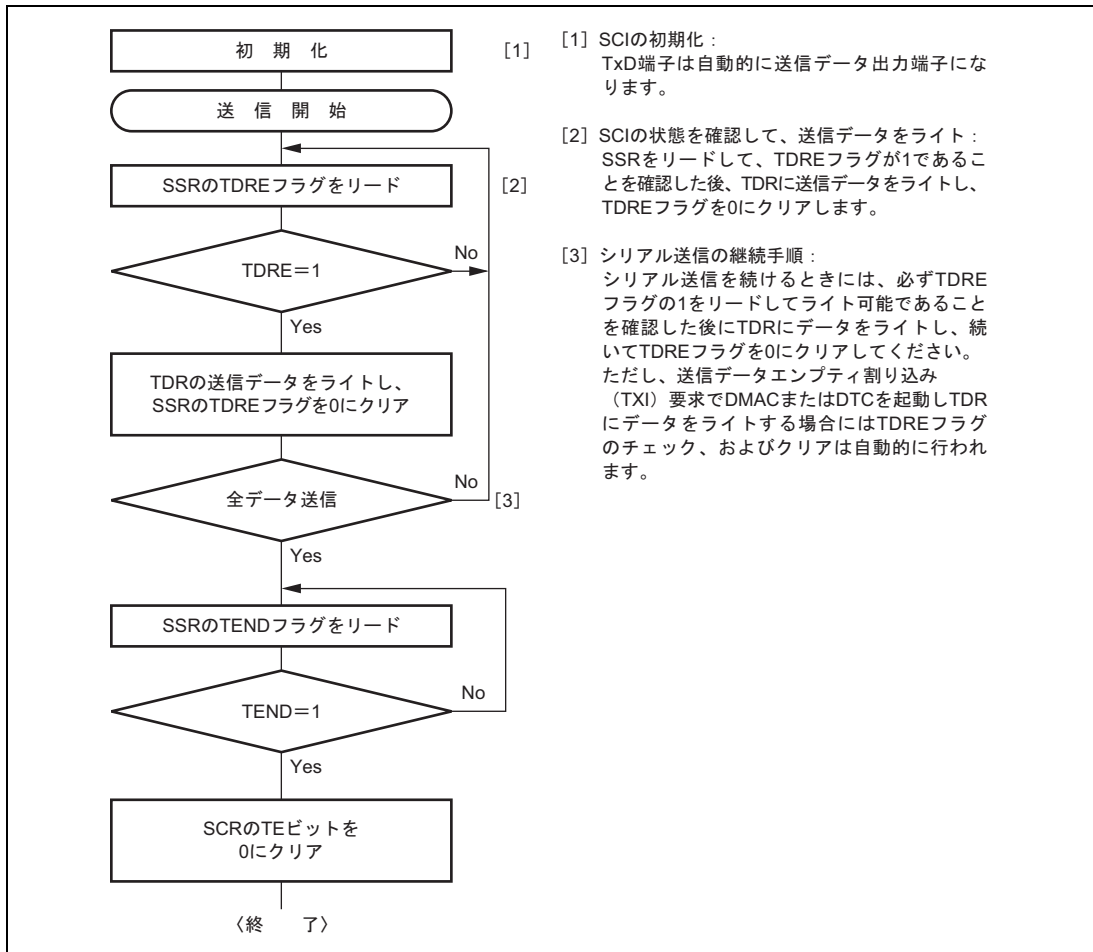 初 期 化
[1]
送 信 開 始
SSRのTDREフラグをリード
[2]
TDRE＝1
No
Yes
TDRの送信データをライトし、
SSRのTDREフラグを0にクリア
全データ送信
No
[3]
Yes
SSRのTENDフラグをリード
TEND＝1
No
Yes
SCRのTEビットを
0にクリア
〈終 了〉
[1] SCIの初期化：
TxD端子は自動的に送信データ出力端子にな
ります。
[2] SCIの状態を確認して、送信データをライト：
SSRをリードして、TDREフラグが1であるこ
とを確認した後、TDRに送信データをライトし、
TDREフラグを0にクリアします。
[3] シリアル送信の継続手順：
シリアル送信を続けるときには、必ずTDRE
フラグの1をリードしてライト可能であること
を確認した後にTDRにデータをライトし、続
いてTDREフラグを0にクリアしてください。
ただし、送信データエンプティ割り込み
（TXI）要求でDMACまたはDTCを起動しTDR
にデータをライトする場合にはTDREフラグ
のチェック、およびクリアは自動的に行われ
ます。